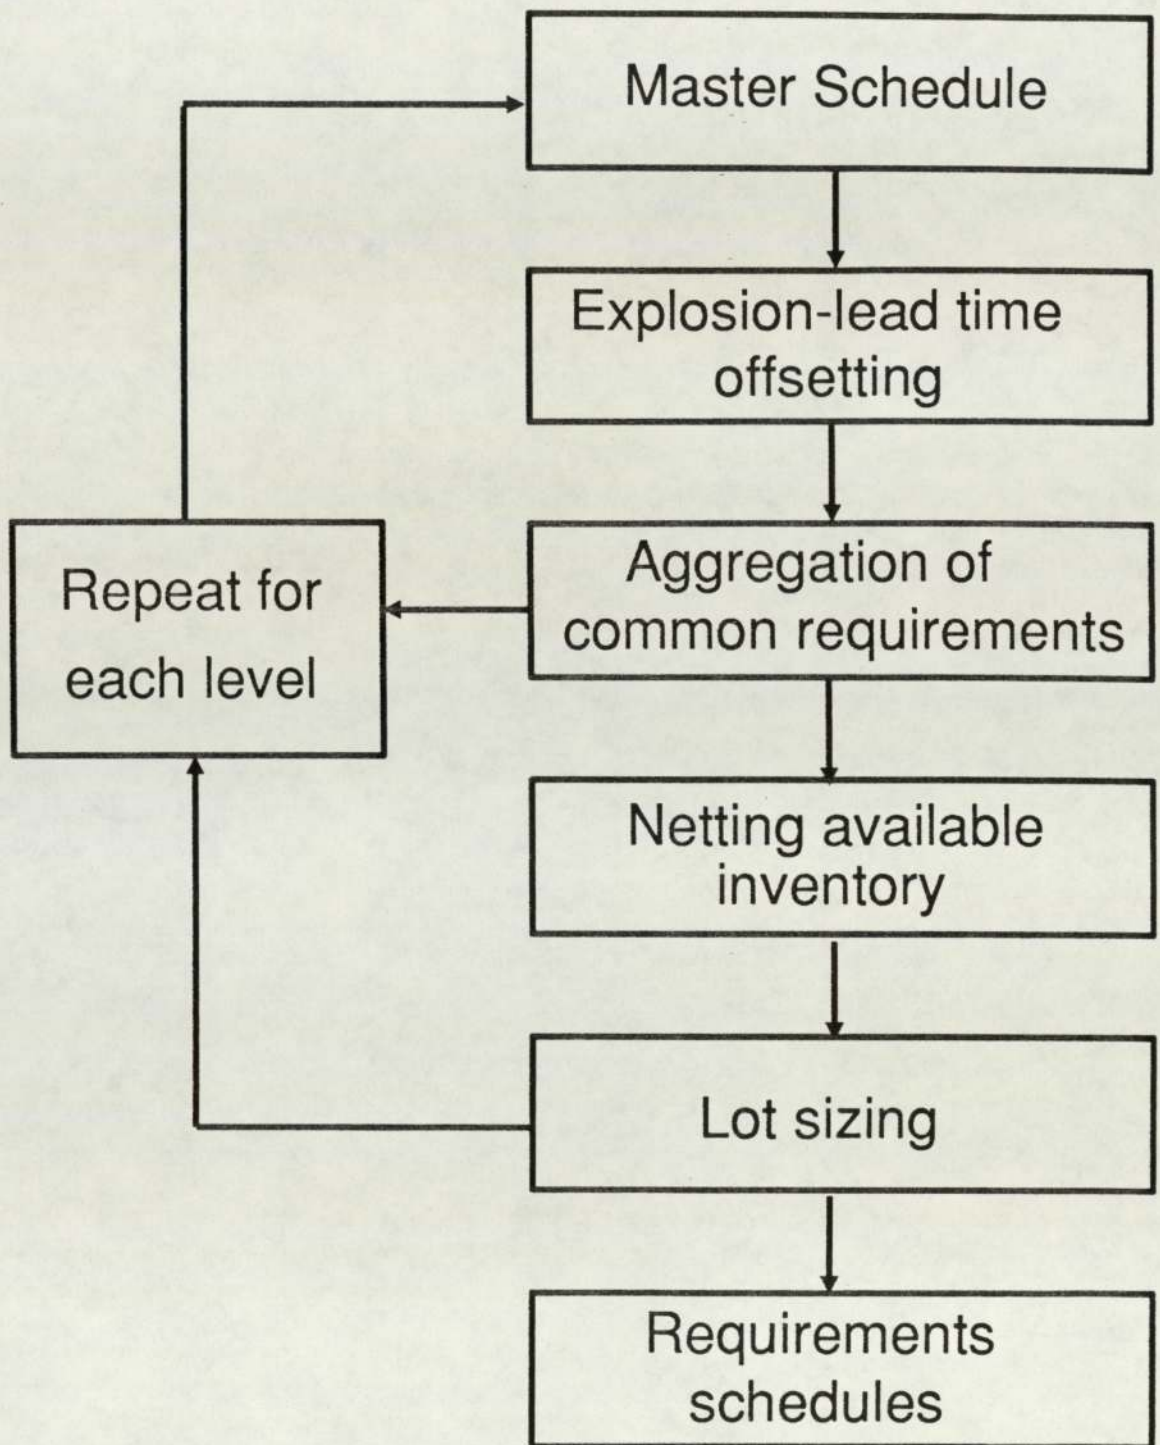 Master Schedule
Explosion-lead time
offsetting
Aggregation of
common requirements
Repeat for
each level
Netting available
inventory
Lot sizing
Requirements
schedules